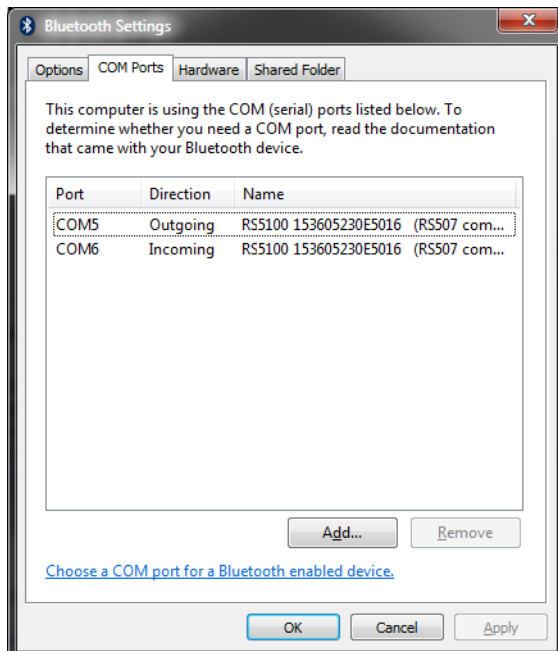 Bluetooth Settings
Options COM Ports Hardware Shared Folder
This computer is using the COM (serial) ports listed below. To
determine whether you need a COM port, read the documentation
that came with your Bluetooth device.
Port Direction Name
COM5 Outgoing RS5100 153605230E5016 (RS507 com...
COM6 Incoming RS5100 153605230E5016 (RS507 com...
Add... Remove
Choose a COM port for a Bluetooth enabled device.
OK Cancel Apply